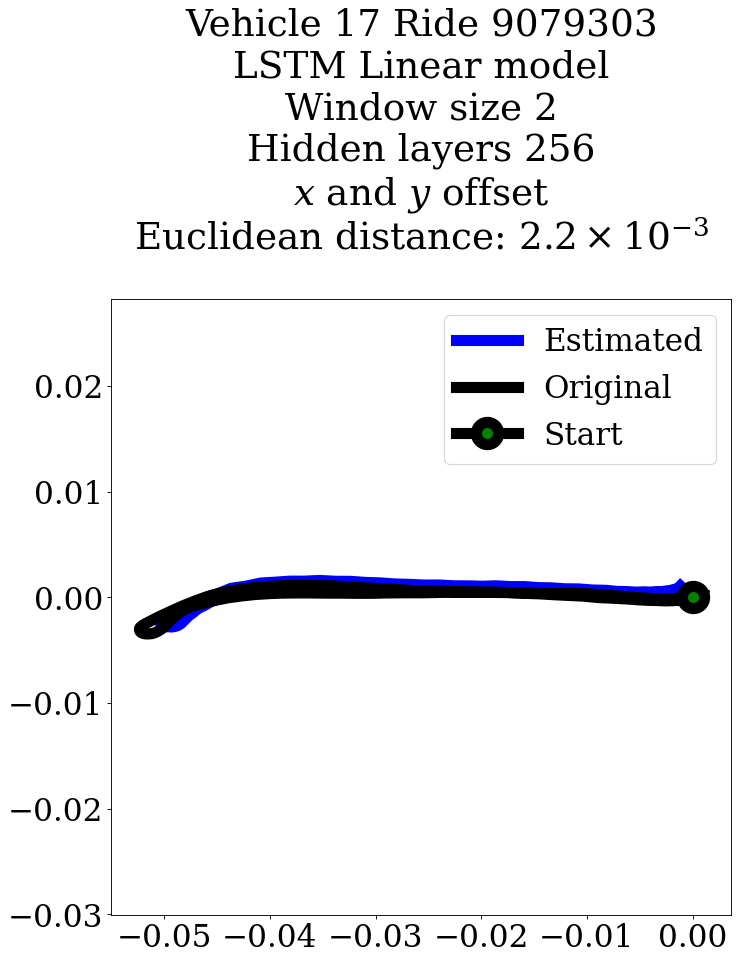 Vehicle 17 Ride 9079303
LSTM Linear model
Window size 2
Hidden layers 256
x and y offset
Euclidean distance: 2.2 × 10⁻³
Estimated
Original
Start
0.02
0.01
0.00
−0.01
−0.02
−0.03
−0.05 −0.04 −0.03 −0.02 −0.01 0.00